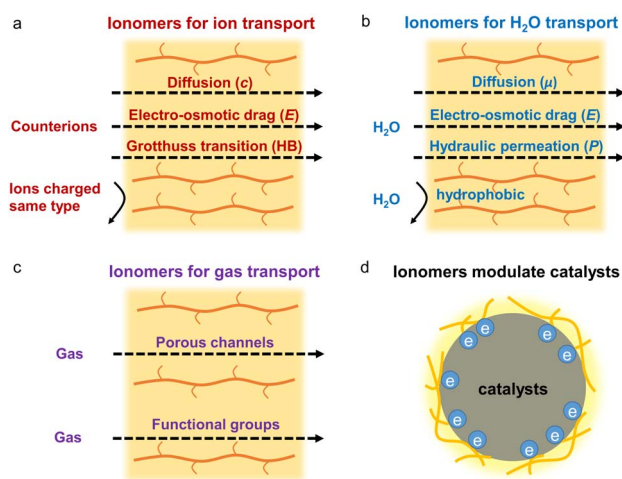 a
Ionomers for ion transport
Diffusion (c)
Counterions
Electro-osmotic drag (E)
Grotthuss transition (HB)
Ions charged
same type
b
Ionomers for H₂O transport
Diffusion (μ)
H₂O
Electro-osmotic drag (E)
Hydraulic permeation (P)
H₂O
hydrophobic
c
Ionomers for gas transport
Gas
Porous channels
Gas
Functional groups
d
Ionomers modulate catalysts
e
e
e
e
e
catalysts
e
e
e
e
e